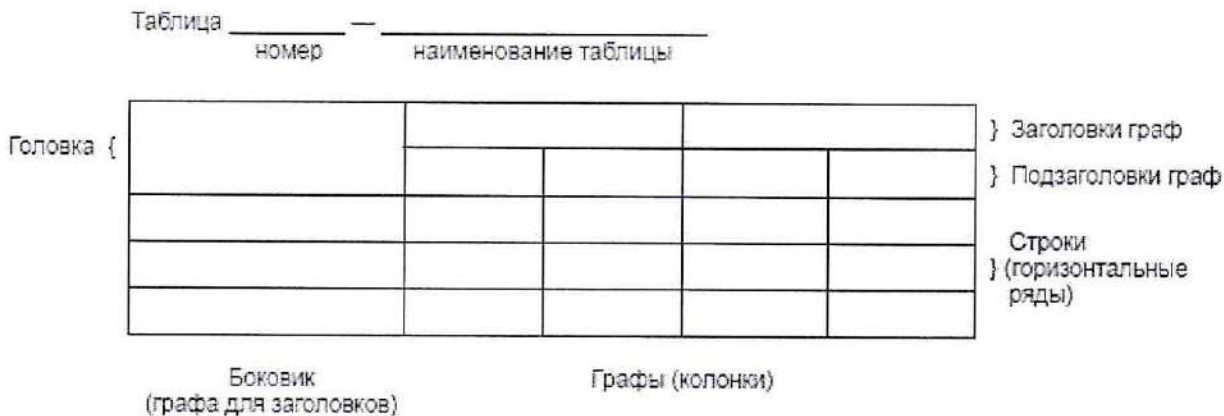 Таблица ________ — ________________
номер наименование таблицы
Головка { } Заголовки граф
} Подзаголовки граф
Строки
} (горизонтальные
ряды)
Боковик Графы (колонки)
(графа для заголовков)